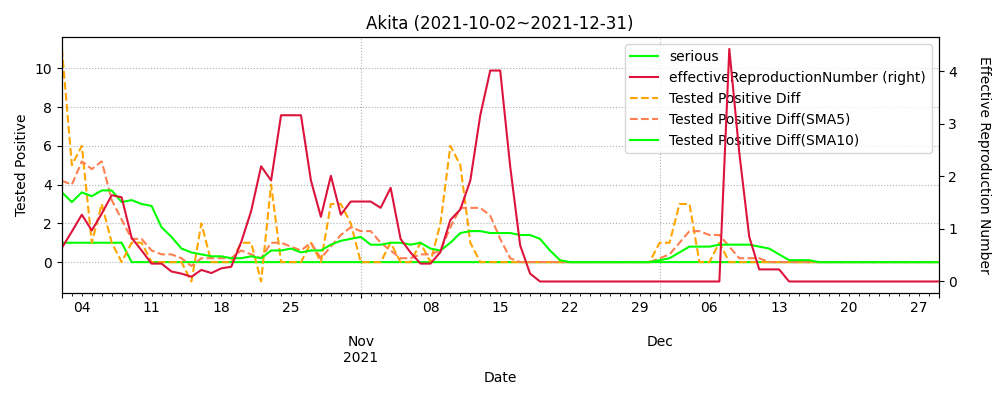 Akita (2021-10-02~2021-12-31)
serious
effectiveReproductionNumber (right)
Tested Positive Diff
Tested Positive Diff(SMA5)
Tested Positive Diff(SMA10)
Tested Positive
10
8
6
4
2
0
4
3
2
1
0
Effective Reproduction Number
04 11 18 25 08 15 22 29 06 13 20 27
Nov Dec
2021
Date